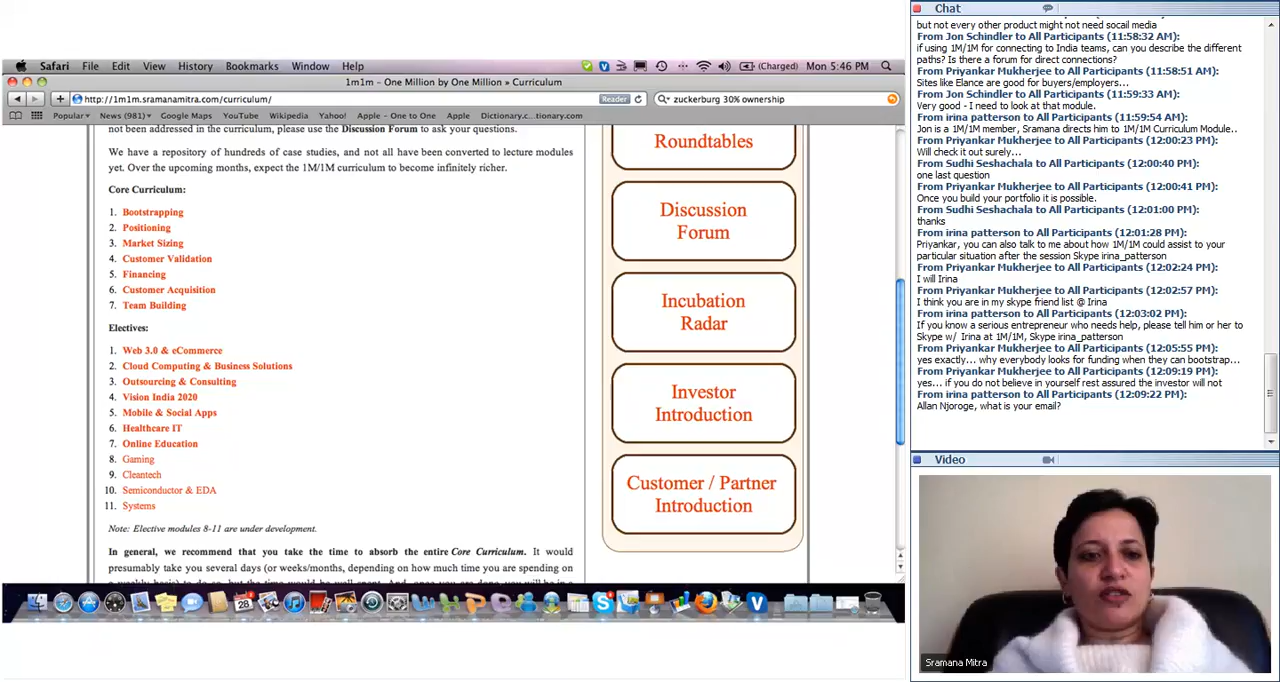 Safari File Edit View History Bookmarks Window Help
(Charged) Mon 5:46 PM
1m1m - One Million by One Million » Curriculum
http://1m1m.sramanamitra.com/curriculum/
Reader
zuckerburg 30% ownership
Popular News (981) Google Maps YouTube Wikipedia Yahoo! Apple - One to One Apple Dictionary.c...tionary.com
not been addressed in the curriculum, please use the Discussion Forum to ask your questions.
We have a repository of hundreds of case studies, and not all have been converted to lecture modules
yet. Over the upcoming months, expect the 1M/1M curriculum to become infinitely richer.
Core Curriculum:
1. Bootstrapping
2. Positioning
3. Market Sizing
4. Customer Validation
5. Financing
6. Customer Acquisition
7. Team Building
Electives:
1. Web 3.0 & eCommerce
2. Cloud Computing & Business Solutions
3. Outsourcing & Consulting
4. Vision India 2020
5. Mobile & Social Apps
6. Healthcare IT
7. Online Education
8. Gaming
9. Cleantech
10. Semiconductor & EDA
11. Systems
Note: Elective modules 8-11 are under development.
In general, we recommend that you take the time to absorb the entire Core Curriculum. It would
presumably take you several days (or weeks/months, depending on how much time you are spending on
Roundtables
Discussion
Forum
Incubation
Radar
Investor
Introduction
Customer / Partner
Introduction
28
Chat
but not every other product might not need socail media
From Jon Schindler to All Participants (11:58:32 AM):
if using 1M/1M for connecting to India teams, can you describe the different
paths? Is there a forum for direct connections?
From Priyankar Mukherjee to All Participants (11:58:51 AM):
Sites like Elance are good for buyers/employers...
From Jon Schindler to All Participants (11:59:33 AM):
Very good - I need to look at that module.
From irina patterson to All Participants (11:59:54 AM):
Jon is a 1M/1M member, Sramana directs him to 1M/1M Curriculum Module..
From Priyankar Mukherjee to All Participants (12:00:23 PM):
Will check it out surely...
From Sudhi Seshachala to All Participants (12:00:40 PM):
one last question
From Priyankar Mukherjee to All Participants (12:00:41 PM):
Once you build your portfolio it is possible.
From Sudhi Seshachala to All Participants (12:01:00 PM):
thanks
From irina patterson to All Participants (12:01:28 PM):
Priyankar, you can also talk to me about how 1M/1M could assist to your
particular situation after the session Skype irina_patterson
From Priyankar Mukherjee to All Participants (12:02:24 PM):
I will Irina
From Priyankar Mukherjee to All Participants (12:02:57 PM):
I think you are in my skype friend list @ Irina
From irina patterson to All Participants (12:03:02 PM):
If you know a serious entrepreneur who needs help, please tell him or her to
Skype w/ Irina at 1M/1M, Skype irina_patterson
From Priyankar Mukherjee to All Participants (12:05:55 PM):
yes exactly... why everybody looks for funding when they can bootstrap...
From Priyankar Mukherjee to All Participants (12:09:19 PM):
yes... if you do not believe in yourself rest assured the investor will not
From irina patterson to All Participants (12:09:22 PM):
Allan Njoroge, what is your email?
Video
Sramana Mitra